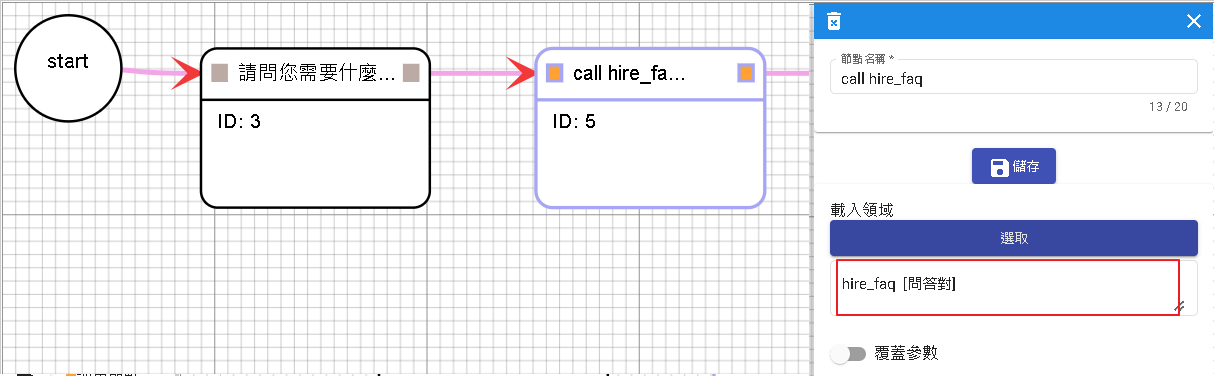 start
請問您需要什麼...
ID: 3
call hire_fa...
ID: 5
節點名稱 *
call hire_faq
13 / 20
儲存
載入領域
選取
hire_faq [問答對]
覆蓋參數